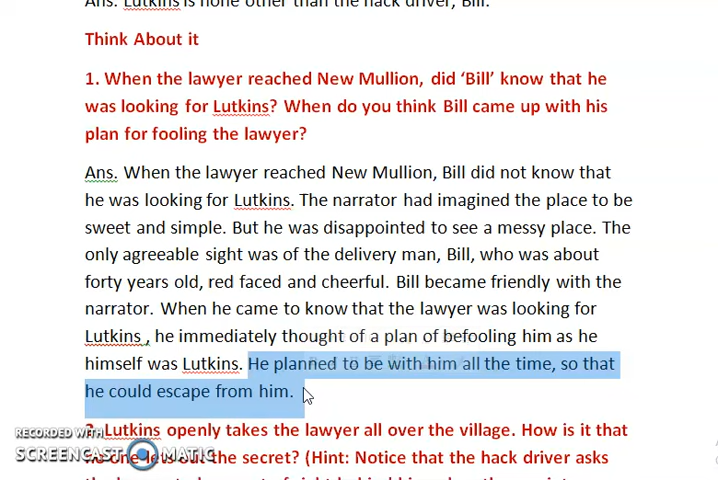 Ans. Lutkins is none other than the hack driver, Bill.
Think About it
1. When the lawyer reached New Mullion, did ‘Bill’ know that he
was looking for Lutkins? When do you think Bill came up with his
plan for fooling the lawyer?
Ans. When the lawyer reached New Mullion, Bill did not know that
he was looking for Lutkins. The narrator had imagined the place to be
sweet and simple. But he was disappointed to see a messy place. The
only agreeable sight was of the delivery man, Bill, who was about
forty years old, red faced and cheerful. Bill became friendly with the
narrator. When he came to know that the lawyer was looking for
Lutkins , he immediately thought of a plan of befooling him as he
himself was Lutkins. He planned to be with him all the time, so that
he could escape from him.
Lutkins openly takes the lawyer all over the village. How is it that
no one lets out the secret? (Hint: Notice that the hack driver asks
RECORDED WITH
SCREENCAST MATIC